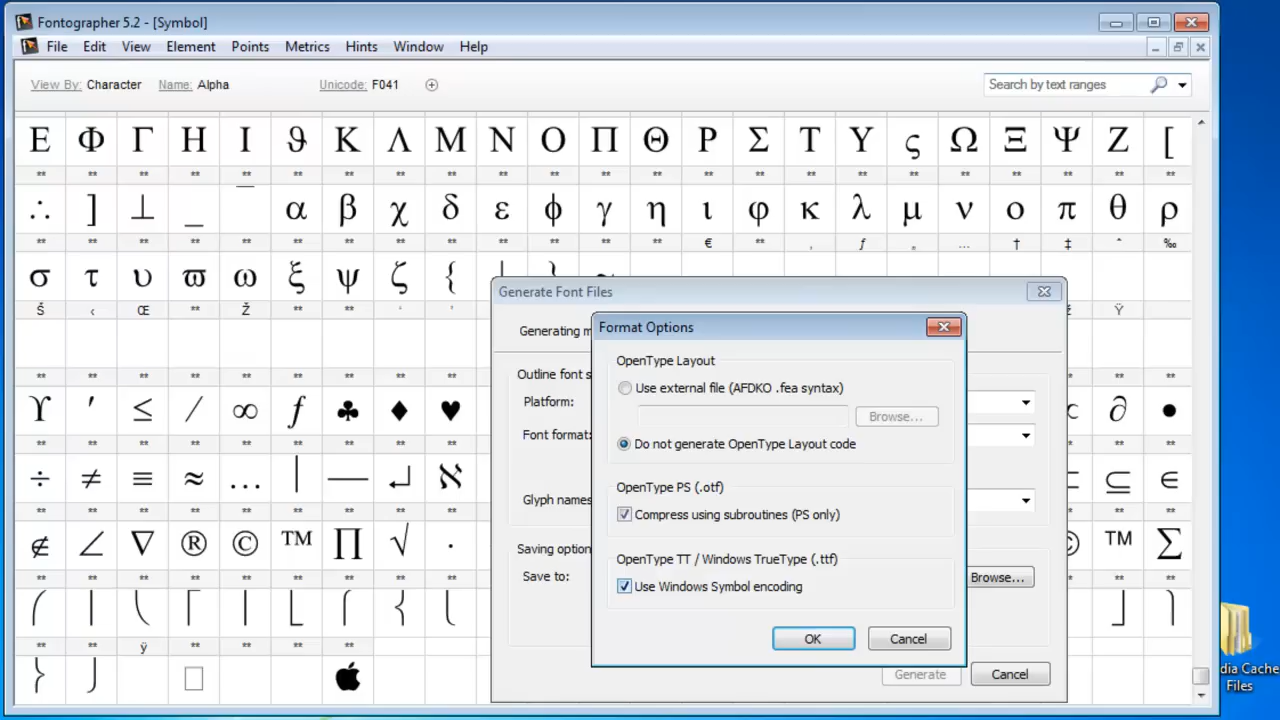 Fontographer 5.2 - [Symbol]
File Edit View Element Points Metrics Hints Window Help
View By: Character Name: Alpha Unicode: F041 Search by text ranges
Ε Φ Γ Η Ι ϑ Κ Λ Μ Ν Ο Π Θ Ρ Σ Τ Υ ς Ω Ξ Ψ Ζ [
** ** ** ** ** ** ** ** ** ** ** ** ** ** ** ** ** ** ** ** ** ** **
∴ ] ⊥ _ ‾ α β χ δ ε φ γ η ι ϕ κ λ μ ν ο π θ ρ
** ** ** ** ** ** ** ** ** ** ** ** ** € ** ‚ ƒ „ … † ‡ ˆ ‰
σ τ υ ϖ ω ξ ψ ζ {
Š ‹ Œ ** Ž ** ** ‘ ’ Ÿ
Generate Font Files
Generating m
Format Options
OpenType Layout
Outline font s
Use external file (AFDKO .fea syntax)
Platform:
Browse...
Font format:
Do not generate OpenType Layout code
OpenType PS (.otf)
Glyph names
Compress using subroutines (PS only)
Saving option
OpenType TT / Windows TrueType (.ttf)
Save to:
Use Windows Symbol encoding
Browse...
OK Cancel
Generate Cancel
** ** ** ** ** ** ** ** **
ϒ ′ ≤ ⁄ ∞ ƒ ♣ ♦ ♥ ∂ •
** ** ** ** ** ** ** ** **
÷ ≠ ≡ ≈ … | — ↵ ℵ ⊆ ∈
** ** ** ** ** ** ** ** **
∉ ∠ ∇ ® © ™ ∏ √ ⋅ © ™ ∑
** ** ** ** ** ** ** ** **
** ** ÿ ** ** ** **
dia Cache
Files